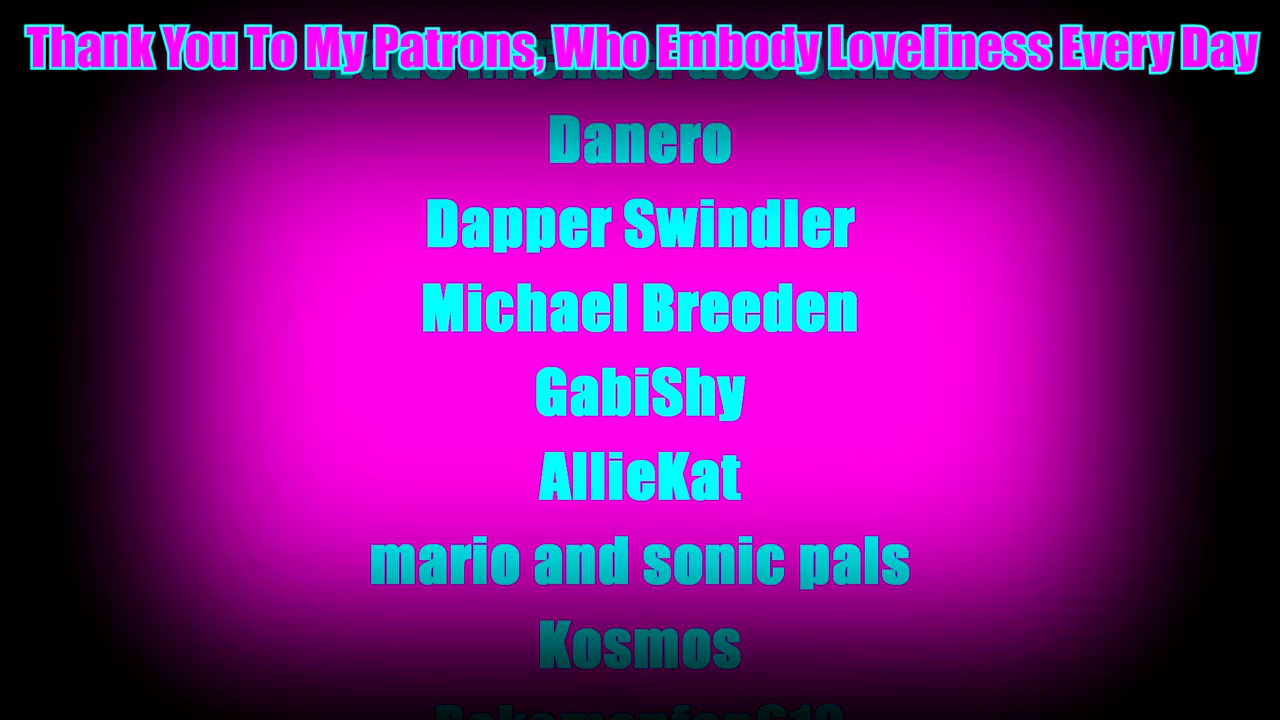 Thank You To My Patrons, Who Embody Loveliness Every Day
Danero
Dapper Swindler
Michael Breeden
GabiShy
AllieKat
mario and sonic pals
Kosmos